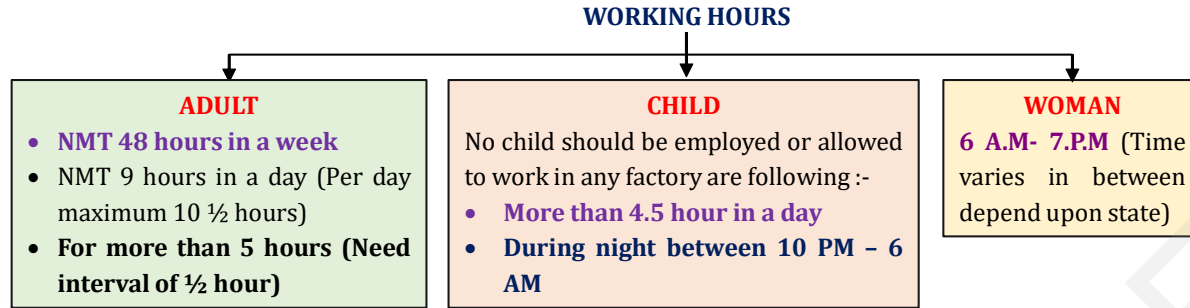 WORKING HOURS
ADULT
• NMT 48 hours in a week
• NMT 9 hours in a day (Per day
maximum 10 ½ hours)
• For more than 5 hours (Need
interval of ½ hour)
CHILD
No child should be employed or allowed
to work in any factory are following :-
• More than 4.5 hour in a day
• During night between 10 PM – 6
AM
WOMAN
6 A.M- 7.P.M (Time
varies in between
depend upon state)